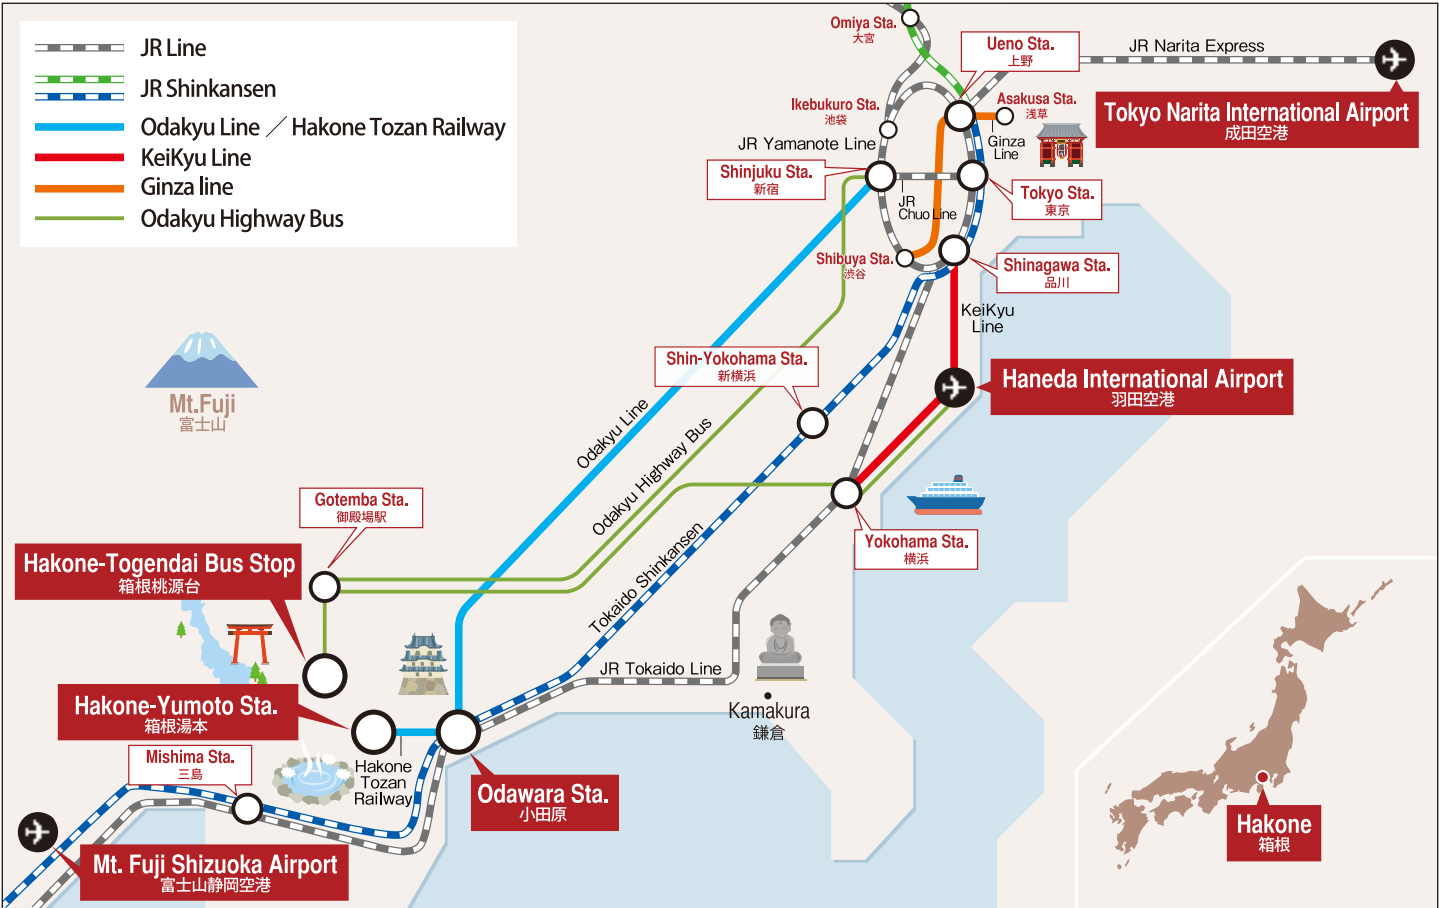 JR Line
JR Shinkansen
Odakyu Line ／ Hakone Tozan Railway
KeiKyu Line
Ginza line
Odakyu Highway Bus
Omiya Sta.
大宮
Ueno Sta.
上野
JR Narita Express
Tokyo Narita International Airport
成田空港
Ikebukuro Sta.
池袋
Asakusa Sta.
浅草
Ginza
Line
JR Yamanote Line
Shinjuku Sta.
新宿
JR
Chuo Line
Tokyo Sta.
東京
Shibuya Sta.
渋谷
Shinagawa Sta.
品川
KeiKyu
Line
Mt.Fuji
富士山
Shin-Yokohama Sta.
新横浜
Haneda International Airport
羽田空港
Odakyu Line
Odakyu Highway Bus
Gotemba Sta.
御殿場駅
Yokohama Sta.
横浜
Hakone-Togendai Bus Stop
箱根桃源台
Tokaido Shinkansen
JR Tokaido Line
Kamakura
鎌倉
Hakone-Yumoto Sta.
箱根湯本
Mishima Sta.
三島
Hakone
Tozan
Railway
Odawara Sta.
小田原
Mt. Fuji Shizuoka Airport
富士山静岡空港
Hakone
箱根